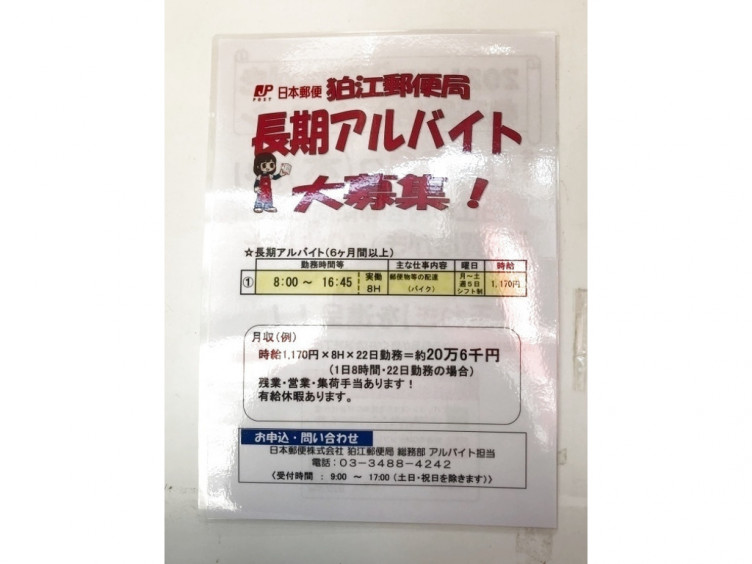 JP POST 日本郵便 狛江郵便局
長期アルバイト
大募集！
☆長期アルバイト(6ヶ月間以上)
勤務時間等 主な仕事内容 曜日 時給
① 8:00 ～ 16:45 実働 8H 郵便物等の配達 (バイク) 月～土 週5日 シフト制 1,170円
月収(例)
時給1,170円×8H×22日勤務＝約20万6千円
(1日8時間・22日勤務の場合)
残業・営業・集荷手当あります！
有給休暇あります。
お申込・問い合わせ
日本郵便株式会社 狛江郵便局 総務部 アルバイト担当
電話：03-3488-4242
〈受付時間 ： 9:00 ～ 17:00 (土日・祝日を除きます)〉